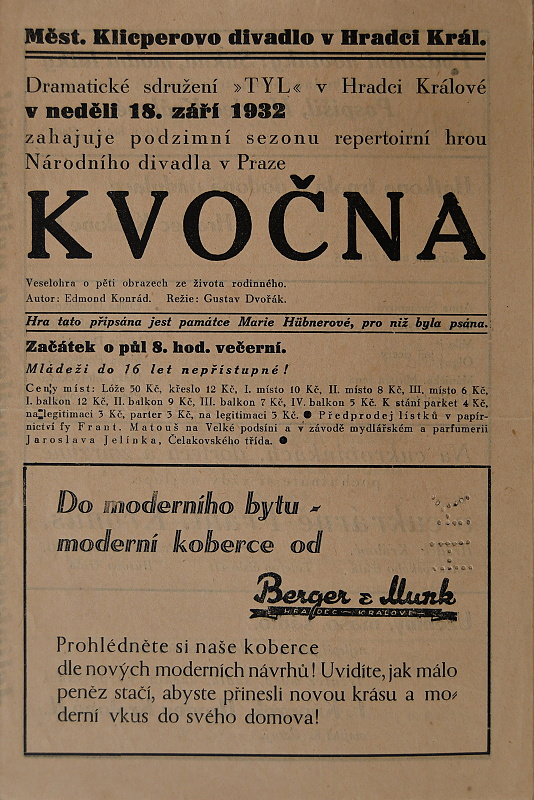 Měst. Klicperovo divadlo v Hradci Král.
Dramatické sdružení »TYL« v Hradci Králové
v neděli 18. září 1932
zahajuje podzimní sezonu repertoirní hrou
Národního divadla v Praze
KVOČNA
Veselohra o pěti obrazech ze života rodinného.
Autor: Edmond Konrád. Režie: Gustav Dvořák.
Hra tato připsána jest památce Marie Hübnerové, pro niž byla psána.
Začátek o půl 8. hod. večerní.
Mládeži do 16 let nepřístupné!
Ceny míst: Lóže 50 Kč, křeslo 12 Kč, I. místo 10 Kč, II. místo 8 Kč, III. místo 6 Kč,
I. balkon 12 Kč, II. balkon 9 Kč, III. balkon 7 Kč, IV. balkon 5 Kč. K stání parket 4 Kč,
na legitimaci 3 Kč, parter 3 Kč, na legitimaci 3 Kč. ● Předprodej lístků v papír-
nictví fy Frant. Matouš na Velké podsíni a v závodě mydlářském a parfumerii
Jaroslava Jelínka, Čelakovského třída. ●
Do moderního bytu -
moderní koberce od
Berger & Munk
HRADEC KRÁLOVÉ
Prohlédněte si naše koberce
dle nových moderních návrhů! Uvidíte, jak málo
peněz stačí, abyste přinesli novou krásu a mo-
derní vkus do svého domova!